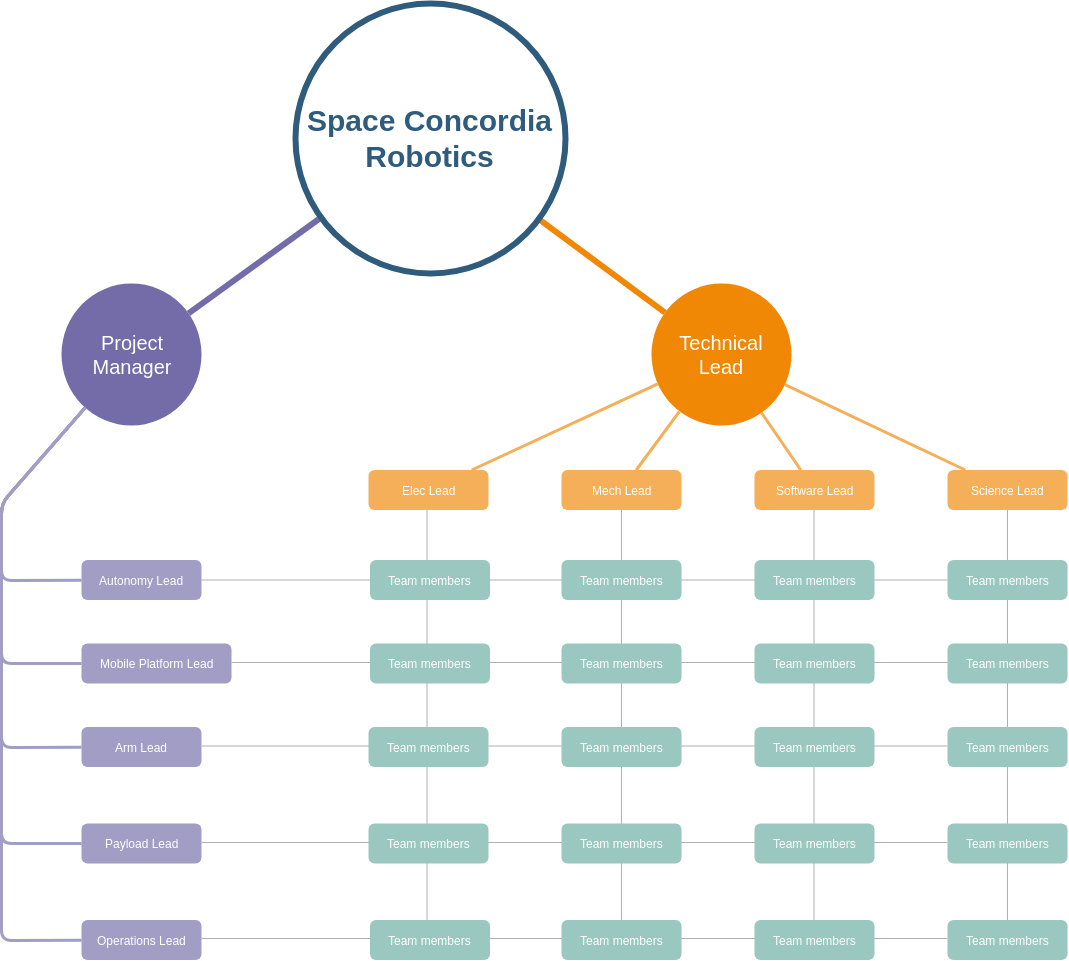 Space Concordia
Robotics
Project
Manager
Technical
Lead
Elec Lead
Mech Lead
Software Lead
Science Lead
Autonomy Lead
Team members
Team members
Team members
Team members
Mobile Platform Lead
Team members
Team members
Team members
Team members
Arm Lead
Team members
Team members
Team members
Team members
Payload Lead
Team members
Team members
Team members
Team members
Operations Lead
Team members
Team members
Team members
Team members